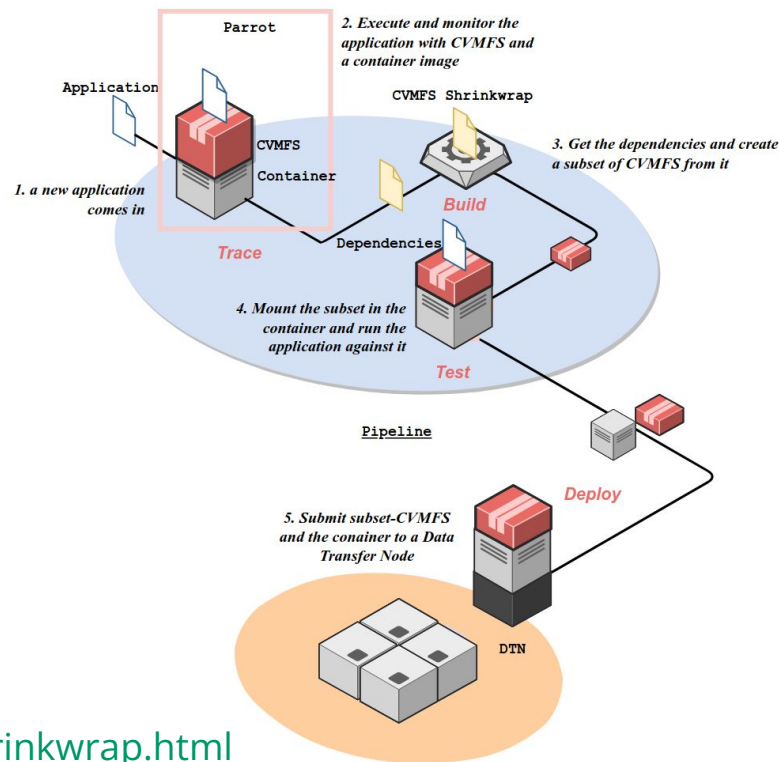 Parrot
2. Execute and monitor the
application with CVMFS and
a container image
Application
CVMFS Shrinkwrap
CVMFS
Container
3. Get the dependencies and create
a subset of CVMFS from it
1. a new application
comes in
Build
Trace
Dependencies
4. Mount the subset in the
container and run the
application against it
Test
Pipeline
Deploy
5. Submit subset-CVMFS
and the conainer to a Data
Transfer Node
DTN
rinkwrap.html